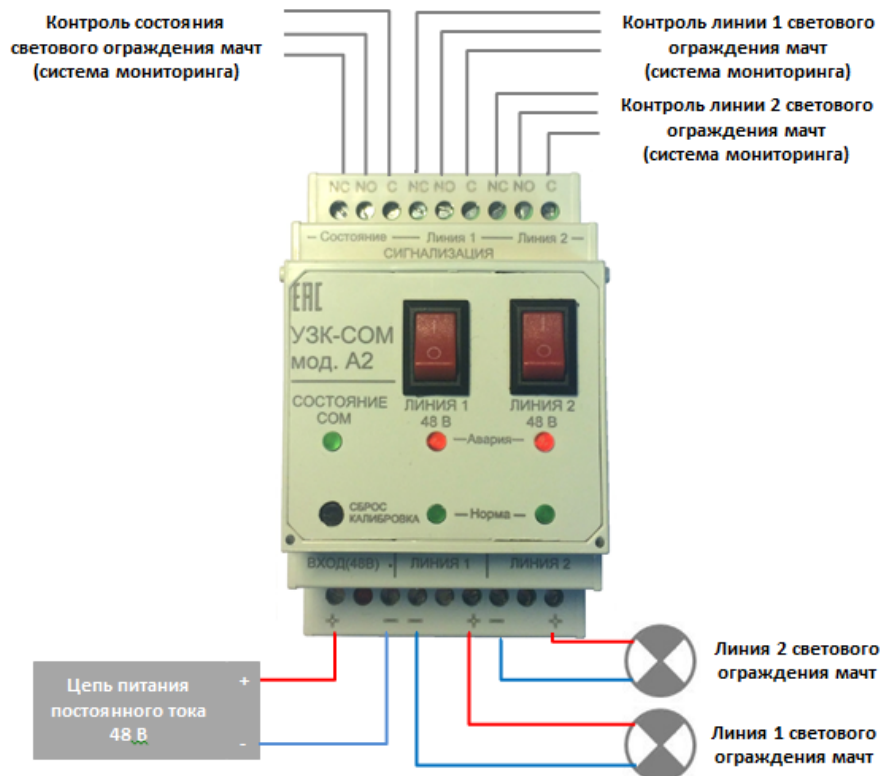 Контроль состояния
светового ограждения мачт
(система мониторинга)
Контроль линии 1 светового
ограждения мачт
(система мониторинга)
Контроль линии 2 светового
ограждения мачт
(система мониторинга)
NC NO C NC NO C NC NO C
– Состояние — Линия 1 — Линия 2 –
СИГНАЛИЗАЦИЯ
EAC
УЗК-СОМ
мод. А2
СОСТОЯНИЕ
СОМ
ЛИНИЯ 1
48 В
ЛИНИЯ 2
48 В
—Авария—
СБРОС
КАЛИБРОВКА
—Норма—
ВХОД(48В)
ЛИНИЯ 1
ЛИНИЯ 2
+ – – + – +
Цепь питания
постоянного тока
48 В
+
-
Линия 2 светового
ограждения мачт
Линия 1 светового
ограждения мачт